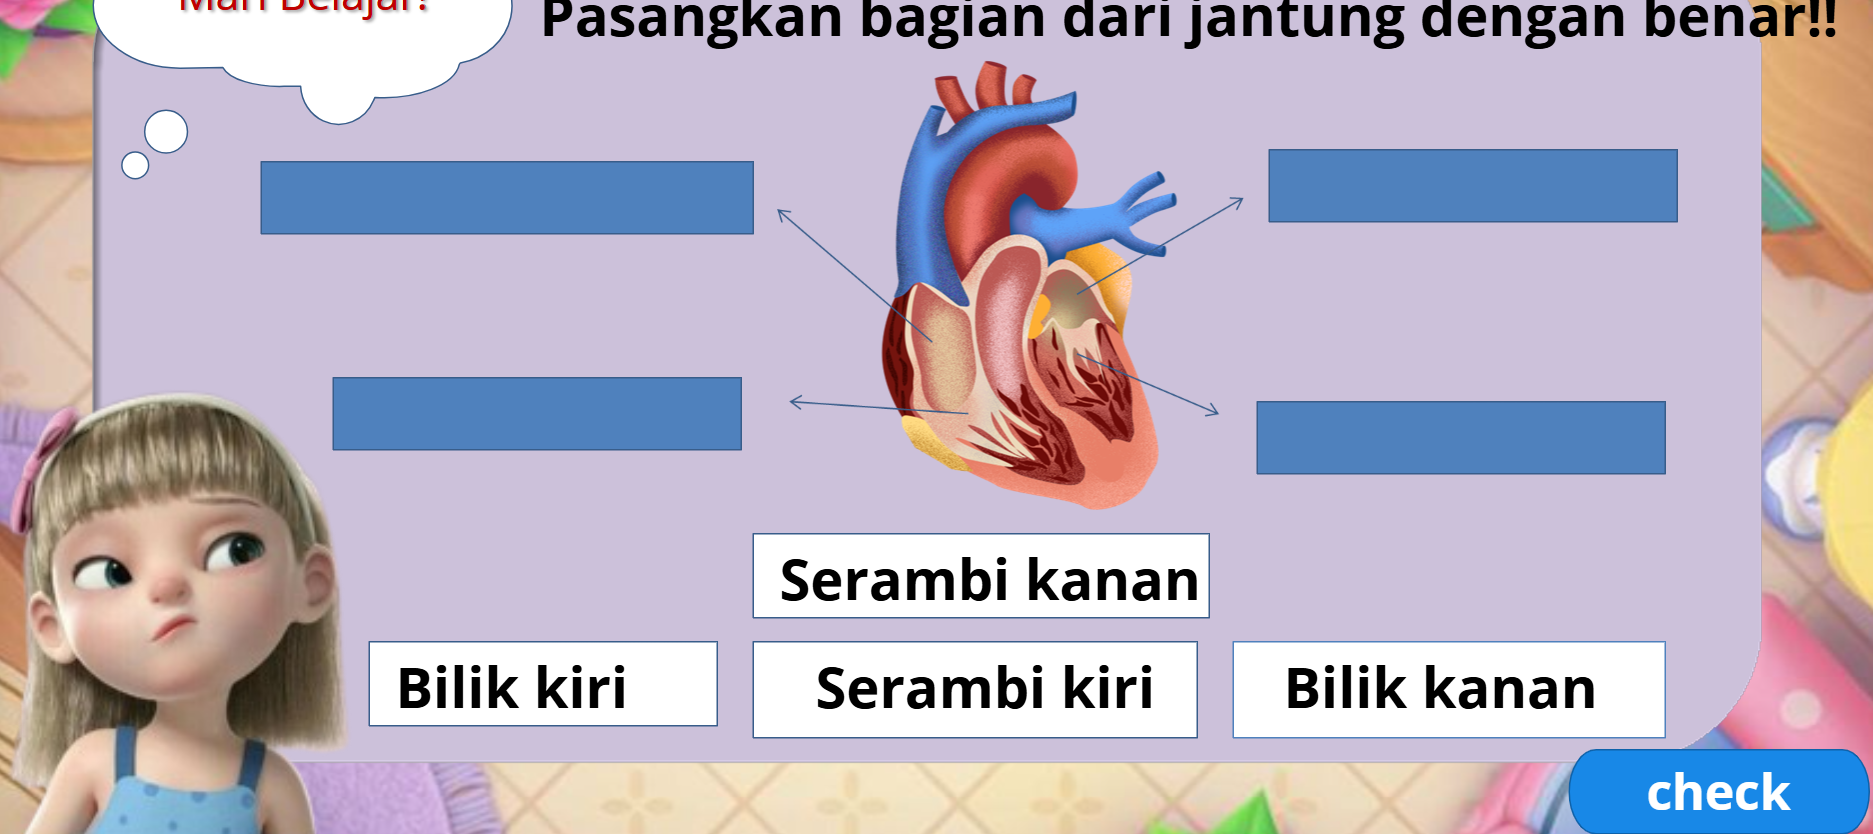 Mari Belajar!
Pasangkan bagian dari jantung dengan benar!!
Serambi kanan
Bilik kiri
Serambi kiri
Bilik kanan
check